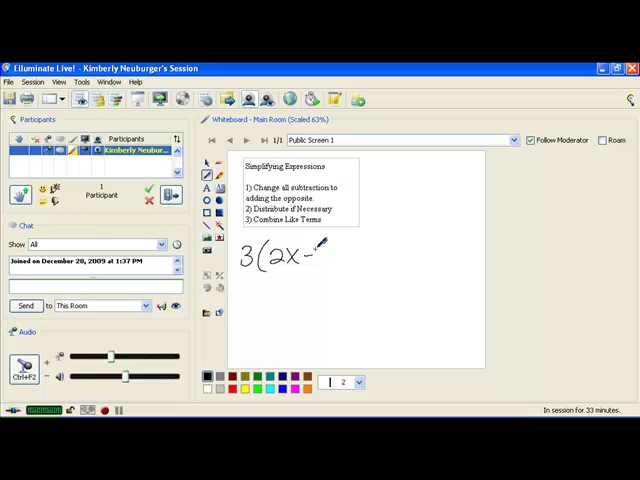 Elluminate Live! - Kimberly Neuburger's Session
File Session View Tools Window Help
Participants
Participants
Kimberly Neubur...
1
Participant
Chat
Show All
Joined on December 28, 2009 at 1:37 PM
Send to This Room
Audio
Ctrl+F2
Whiteboard - Main Room (Scaled 63%)
1/1 Public Screen 1 Follow Moderator Roam
Simplifying Expressions
1) Change all subtraction to
adding the opposite.
2) Distribute if Necessary
3) Combine Like Terms
3(2x -
2
In session for 33 minutes.